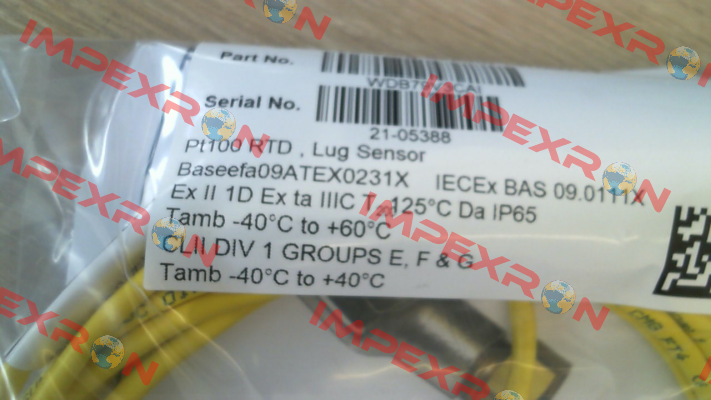 IMPEXRON
IMPEXRON
Part No.
Serial No.
21-05388
Pt100 RTD , Lug Sensor
Baseefa09ATEX0231X IECEx BAS 09.0111X
Ex II 1D Ex ta IIIC T 125°C Da IP65
Tamb -40°C to +60°C
CL II DIV 1 GROUPS E, F & G
Tamb -40°C to +40°C
CMG FT4
IMPEXRON
IMPEXRON